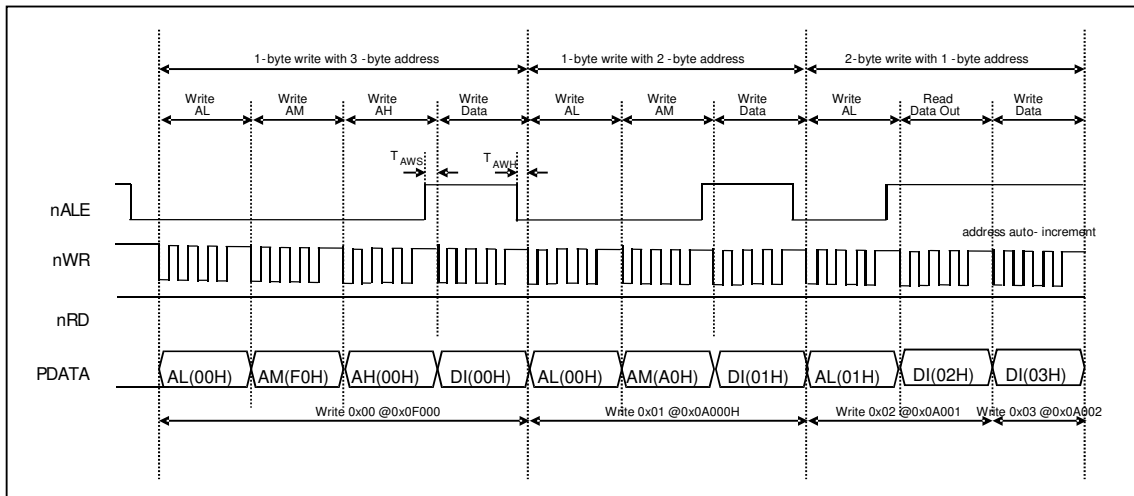 1-byte write with 3 -byte address 1-byte write with 2 -byte address 2-byte with 1 -byte address
Write AL Write AM Write AH Write Data Write AL Write AM Write Data Write AL Read Data Out Write Data
T AWS T AWH
nALE
address auto- increment
nWR
nRD
PDATA AL(00H) AM(F0H) AH(00H) DI(00H) AL(00H) AM(A0H) DI(01H) AL(01H) DI(02H) DI(03H)
Write 0x00 @0x0F000 Write 0x01 @0x0A000H Write 0x02 @0x0A001 Write 0x03 @0x0A002